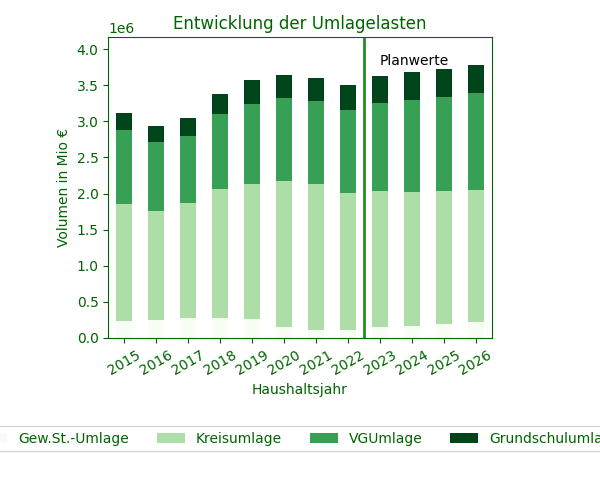 Entwicklung der Umlagelasten
1e6
4.0
3.5
3.0
2.5
2.0
1.5
1.0
0.5
0.0
Volumen in Mio €
Planwerte
2015 2016 2017 2018 2019 2020 2021 2022 2023 2024 2025 2026
Haushaltsjahr
Gew.St.-Umlage Kreisumlage VGUmlage Grundschulumla